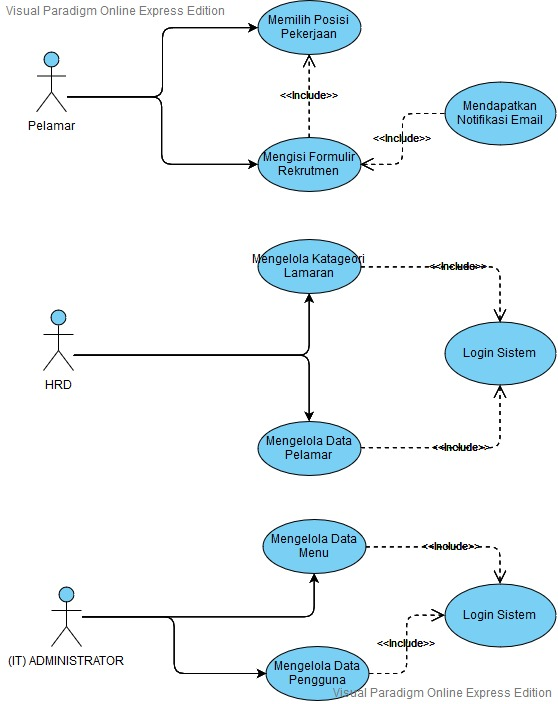 Visual Paradigm Online Express Edition
Memilih Posisi
Pekerjaan
Pelamar
<<Include>>
Mendapatkan
Notifikasi Email
<<Include>>
Mengisi Formulir
Rekrutmen
Mengelola Katageori
Lamaran
<<Include>>
HRD
Login Sistem
Mengelola Data
Pelamar
<<Include>>
Mengelola Data
Menu
<<Include>>
(IT) ADMINISTRATOR
Login Sistem
<<Include>>
Mengelola Data
Pengguna
Visual Paradigm Online Express Edition